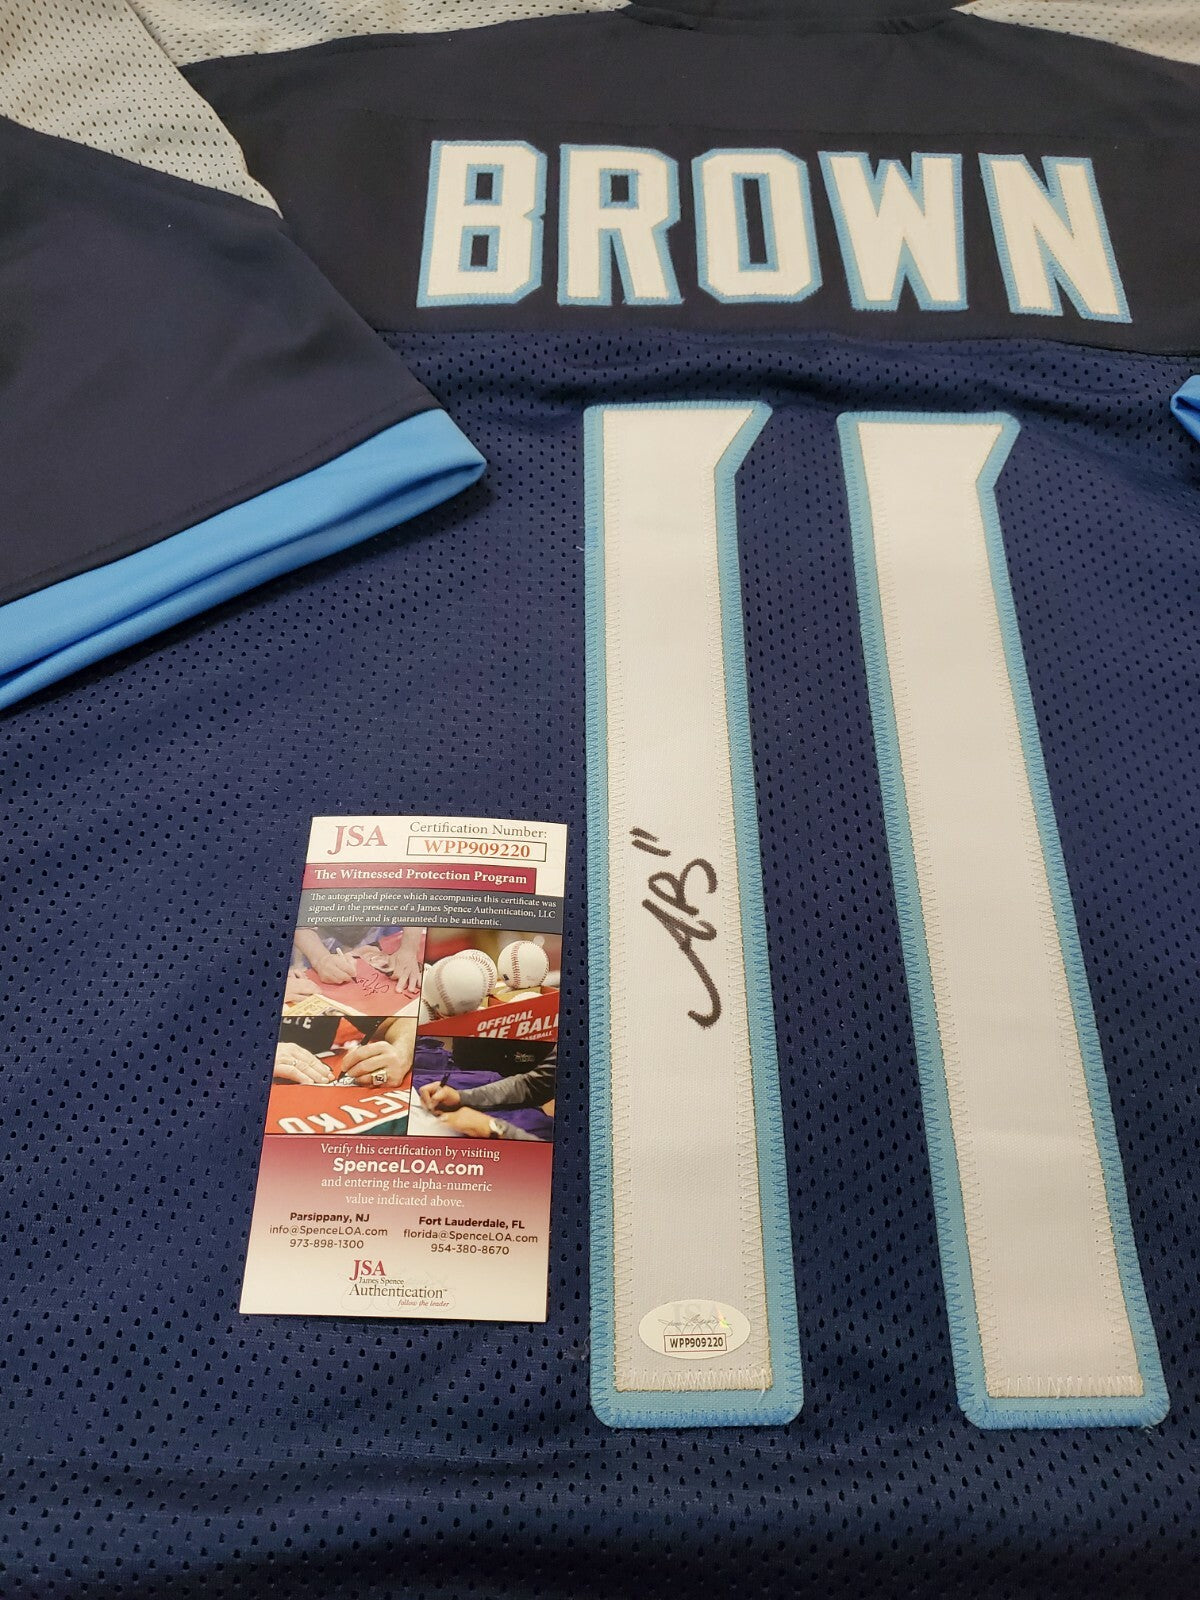 BROWN
11
AB 11
JSA
Certification Number:
WPP909220
The Witnessed Protection Program
The autographed piece which accompanies this certificate was
signed in the presence of a James Spence Authentication, LLC
representative and is guaranteed to be authentic.
OFFICIAL
ME BALL
BASEBALL
Verify this certification by visiting
SpenceLOA.com
and entering the alpha-numeric
value indicated above.
Parsippany, NJ
info@SpenceLOA.com
973-898-1300
Fort Lauderdale, FL
florida@SpenceLOA.com
954-380-8670
JSA
James Spence
Authentication
follow the leader
JSA
WPP909220